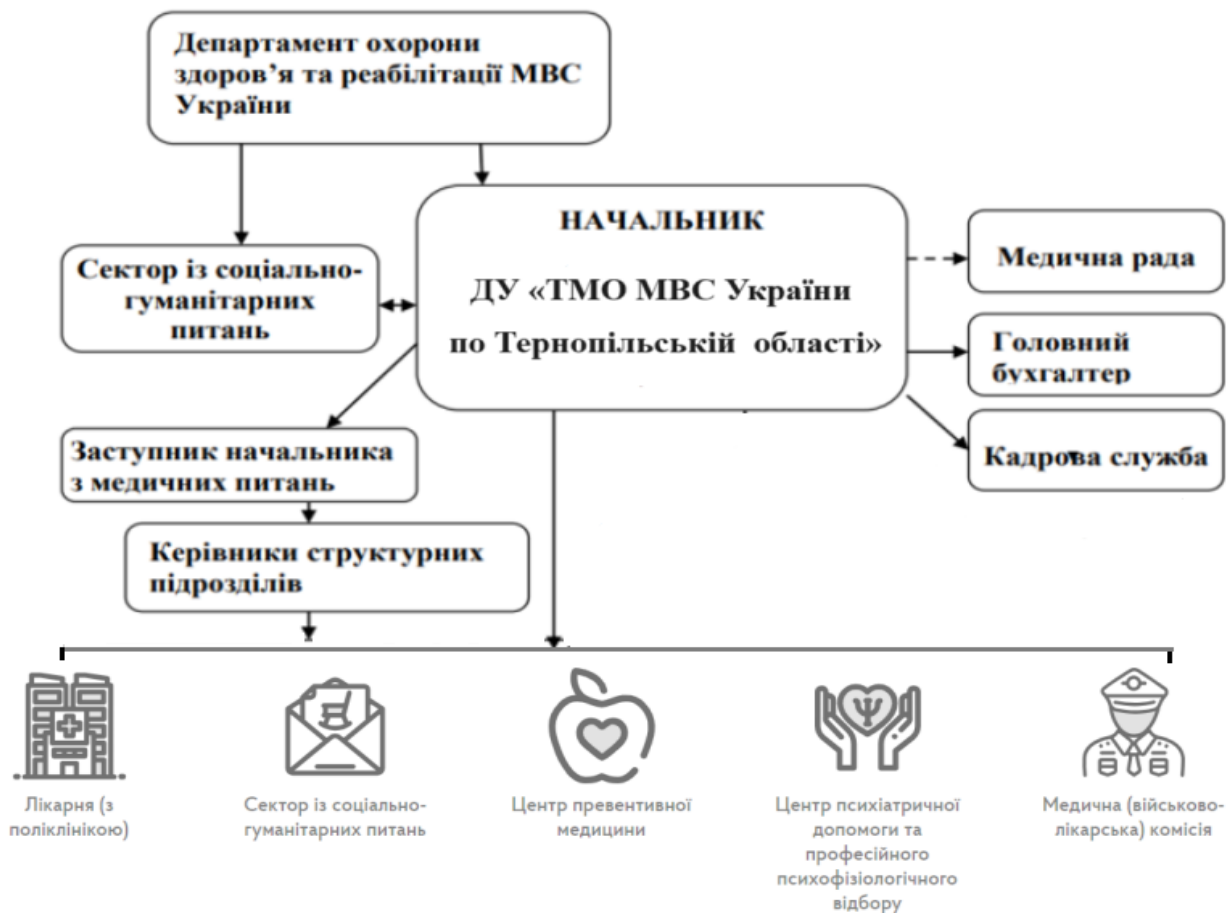 Департамент охорони
здоров’я та реабілітації МВС
України
НАЧАЛЬНИК
ДУ «ТМО МВС України
по Тернопільській області»
Сектор із соціально-
гуманітарних
питань
Медична рада
Головний
бухгалтер
Кадрова служба
Заступник начальника
з медичних питань
Керівники структурних
підрозділів
Лікарня (з
поліклінікою)
Сектор із соціально-
гуманітарних питань
Центр превентивної
медицини
Центр психіатричної
допомоги та
професійного
психофізіологічного
відбору
Медична (військово-
лікарська) комісія